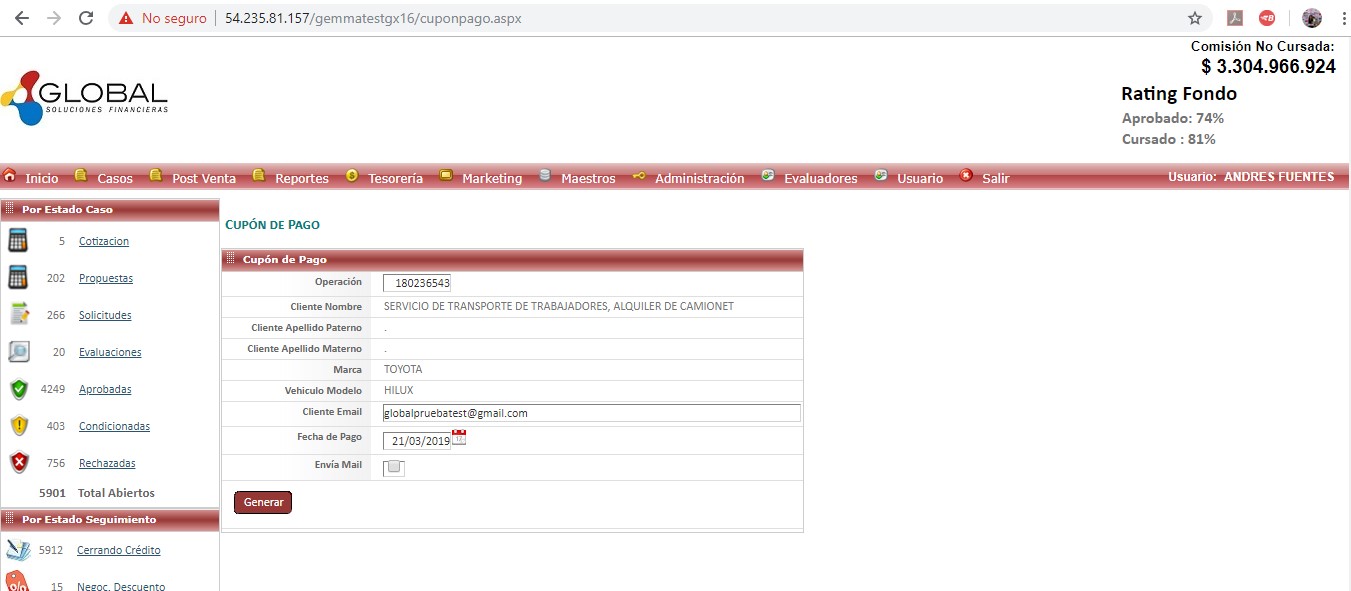 No seguro
54.235.81.157/gemmatestgx16/cuponpago.aspx
Comisión No Cursada:
$ 3.304.966.924
Rating Fondo
Aprobado: 74%
Cursado : 81%
GLOBAL
SOLUCIONES FINANCIERAS
Inicio Casos Post Venta Reportes Tesorería Marketing Maestros Administración Evaluadores Usuario Salir Usuario: ANDRES FUENTES
Por Estado Caso
5 Cotizacion
202 Propuestas
266 Solicitudes
20 Evaluaciones
4249 Aprobadas
403 Condicionadas
756 Rechazadas
5901 Total Abiertos
Por Estado Seguimiento
5912 Cerrando Crédito
15 Negoc. Descuento
CUPÓN DE PAGO
Cupón de Pago
Operación 180236543
Cliente Nombre SERVICIO DE TRANSPORTE DE TRABAJADORES, ALQUILER DE CAMIONET
Cliente Apellido Paterno .
Cliente Apellido Materno .
Marca TOYOTA
Vehiculo Modelo HILUX
Cliente Email globalpruebatest@gmail.com
Fecha de Pago 21/03/2019
Envía Mail
Generar